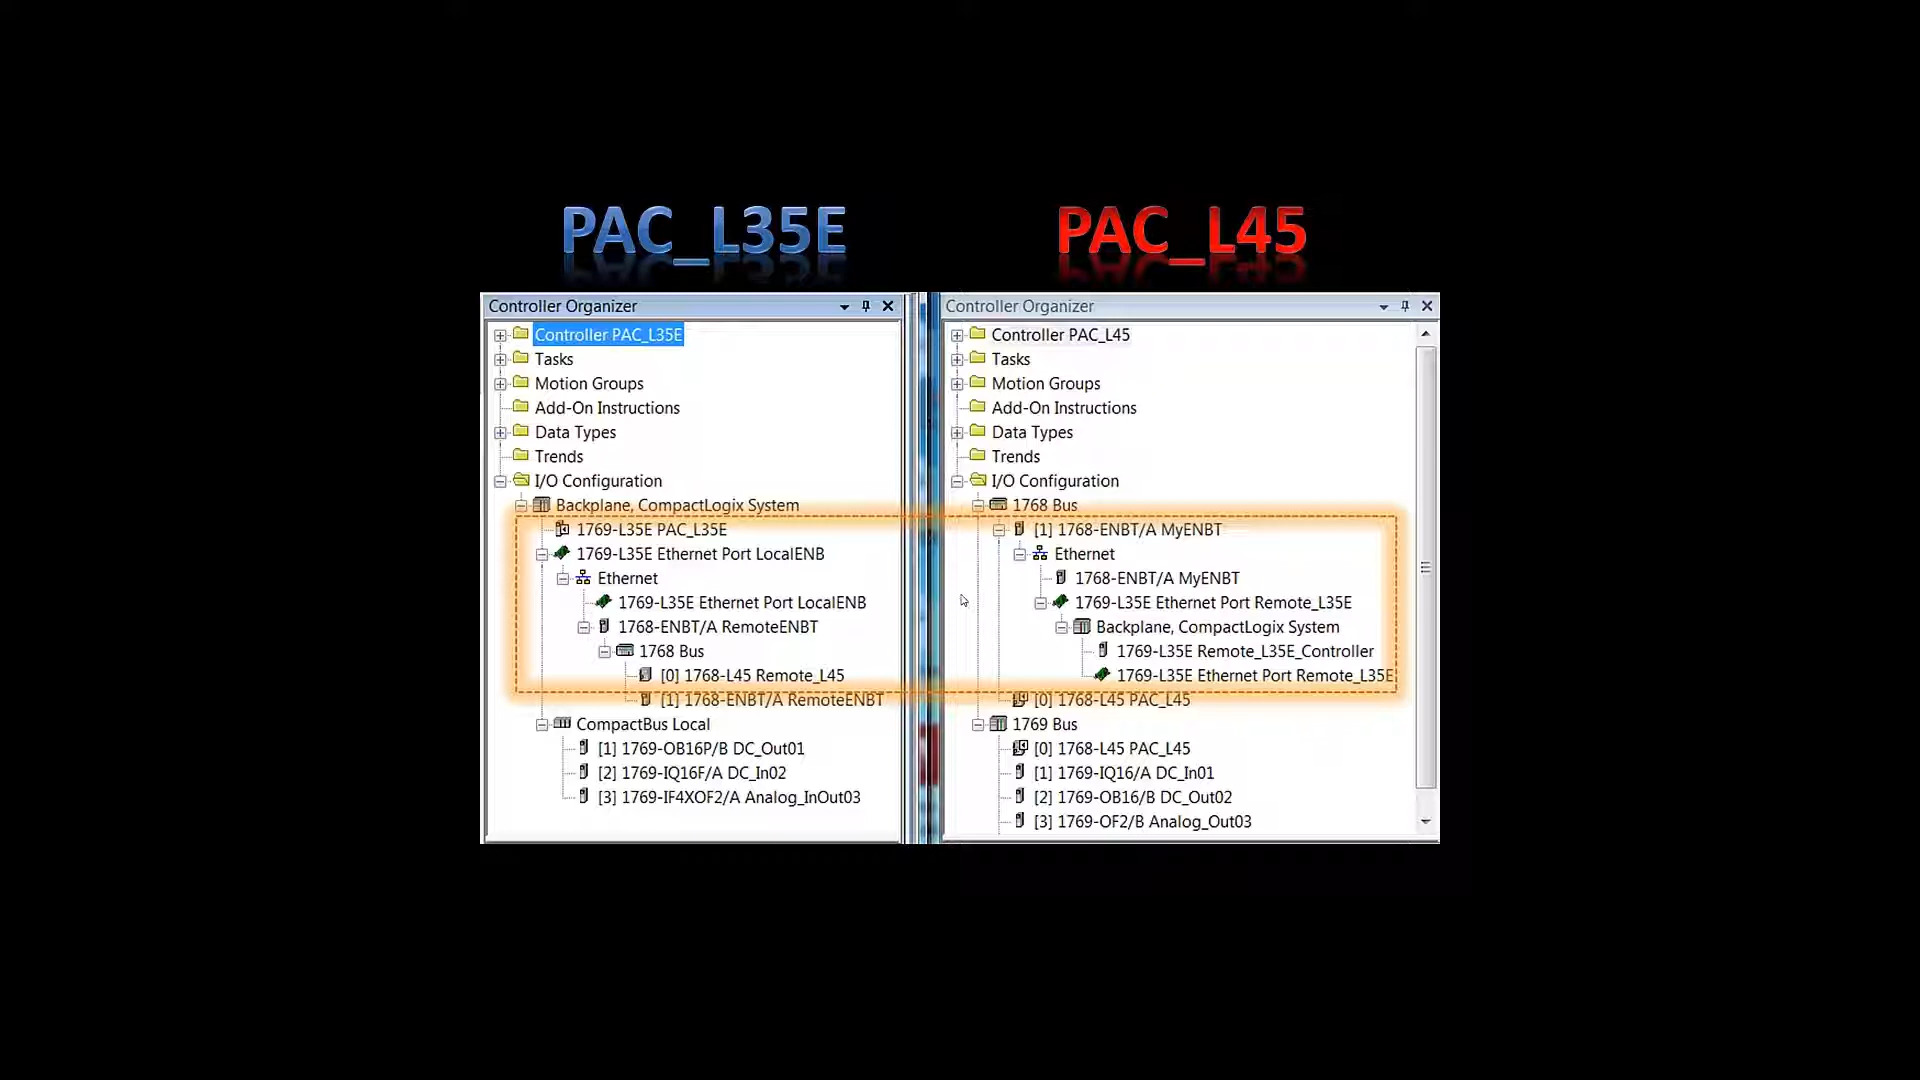 PAC_L35E
PAC_L45
Controller Organizer
Controller PAC_L35E
Tasks
Motion Groups
Add-On Instructions
Data Types
Trends
I/O Configuration
Backplane, CompactLogix System
1769-L35E PAC_L35E
1769-L35E Ethernet Port LocalENB
Ethernet
1769-L35E Ethernet Port LocalENB
1768-ENBT/A RemoteENBT
1768 Bus
[0] 1768-L45 Remote_L45
[1] 1768-ENBT/A RemoteENBT
CompactBus Local
[1] 1769-OB16P/B DC_Out01
[2] 1769-IQ16F/A DC_In02
[3] 1769-IF4XOF2/A Analog_InOut03
Controller Organizer
Controller PAC_L45
Tasks
Motion Groups
Add-On Instructions
Data Types
Trends
I/O Configuration
1768 Bus
[1] 1768-ENBT/A MyENBT
Ethernet
1768-ENBT/A MyENBT
1769-L35E Ethernet Port Remote_L35E
Backplane, CompactLogix System
1769-L35E Remote_L35E_Controller
1769-L35E Ethernet Port Remote_L35E
[0] 1768-L45 PAC_L45
1769 Bus
[0] 1768-L45 PAC_L45
[1] 1769-IQ16/A DC_In01
[2] 1769-OB16/B DC_Out02
[3] 1769-OF2/B Analog_Out03